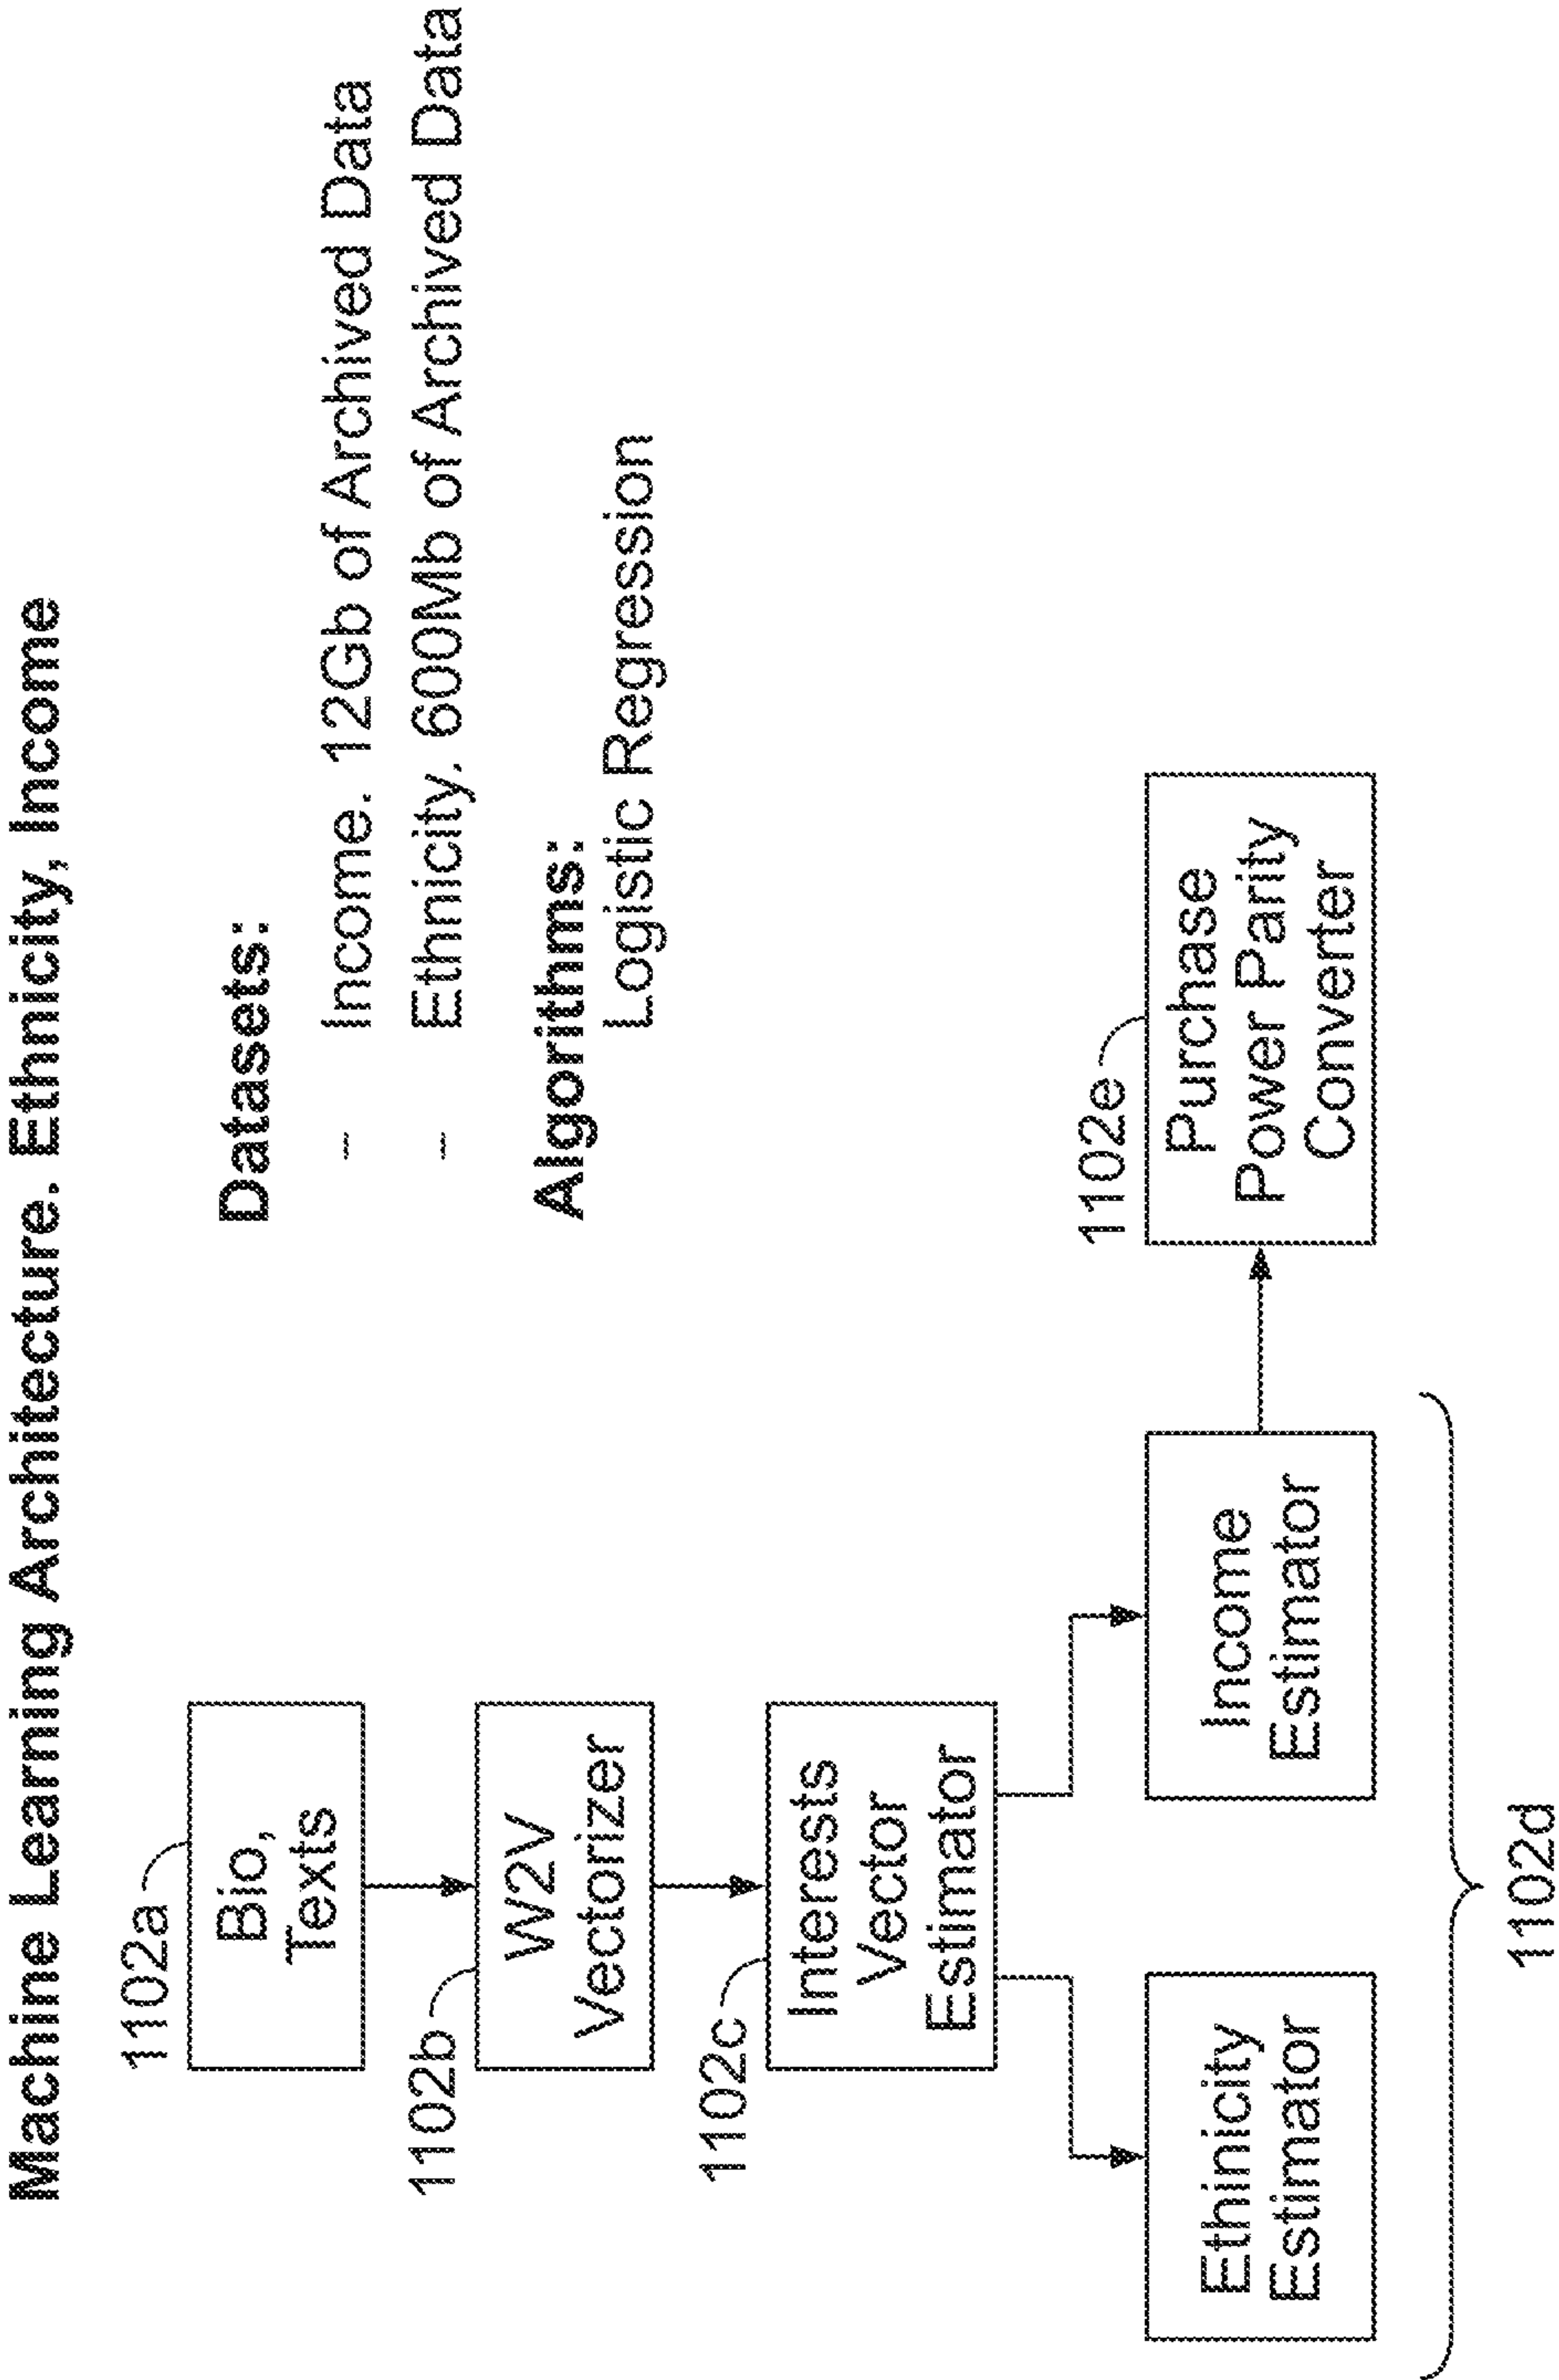 Machine Learning Architecture. Ethnicity, Income
Datasets:
- Income. 12Gb of Archived Data
- Ethnicity. 600Mb of Archived Data
Algorithms:
Logistic Regression
1102a
Bio,
Texts
1102b
W2V
Vectorizer
1102c
Interests
Vector
Estimator
Ethinicity
Estimator
Income
Estimator
1102d
1102e
Purchase
Power Parity
Converter